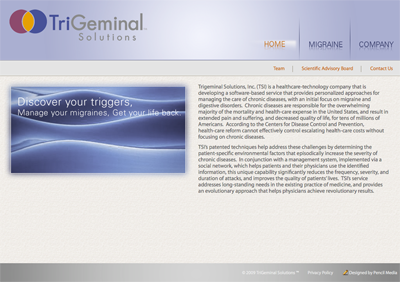 TriGeminal™
Solutions
HOME MIGRAINE COMPANY
Team | Scientific Advisory Board | Contact Us
Discover your triggers,
Manage your migraines, Get your life back.
Trigeminal Solutions, Inc. (TSI) is a healthcare-technology company that is
developing a software-based service that provides personalized approaches for
managing the care of chronic diseases, with an initial focus on migraine and
digestive disorders. Chronic diseases are responsible for the overwhelming
majority of the mortality and health-care expense in the United States, and result in
extended pain and suffering, and decreased quality of life, for tens of millions of
Americans. According to the Centers for Disease Control and Prevention,
health-care reform cannot effectively control escalating health-care costs without
focusing on chronic diseases.
TSI's patented techniques help address these challenges by determining the
patient-specific environmental factors that episodically increase the severity of
chronic diseases. In conjunction with a management system, implemented via a
social network, which helps patients and their physicians use the identified
information, this unique capability significantly reduces the frequency, severity, and
duration of attacks, and improves the quality of patients' lives. TSI's service
addresses long-standing needs in the existing practice of medicine, and provides
an evolutionary approach that helps physicians achieve revolutionary results.
TriGeminal Solutions™ Privacy Policy Designed by Pencil Media